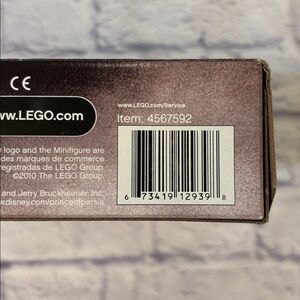 CE
www.LEGO.com/Service
ww.LEGO.com
Item: 4567592
logo and the Minifigure are
des marques de commerce
registradas de LEGO Group.
©2010 The LEGO Group.
and Jerry Bruckheimer, Inc.
w.disney.com/princeofpersia
6 73419 12939 8